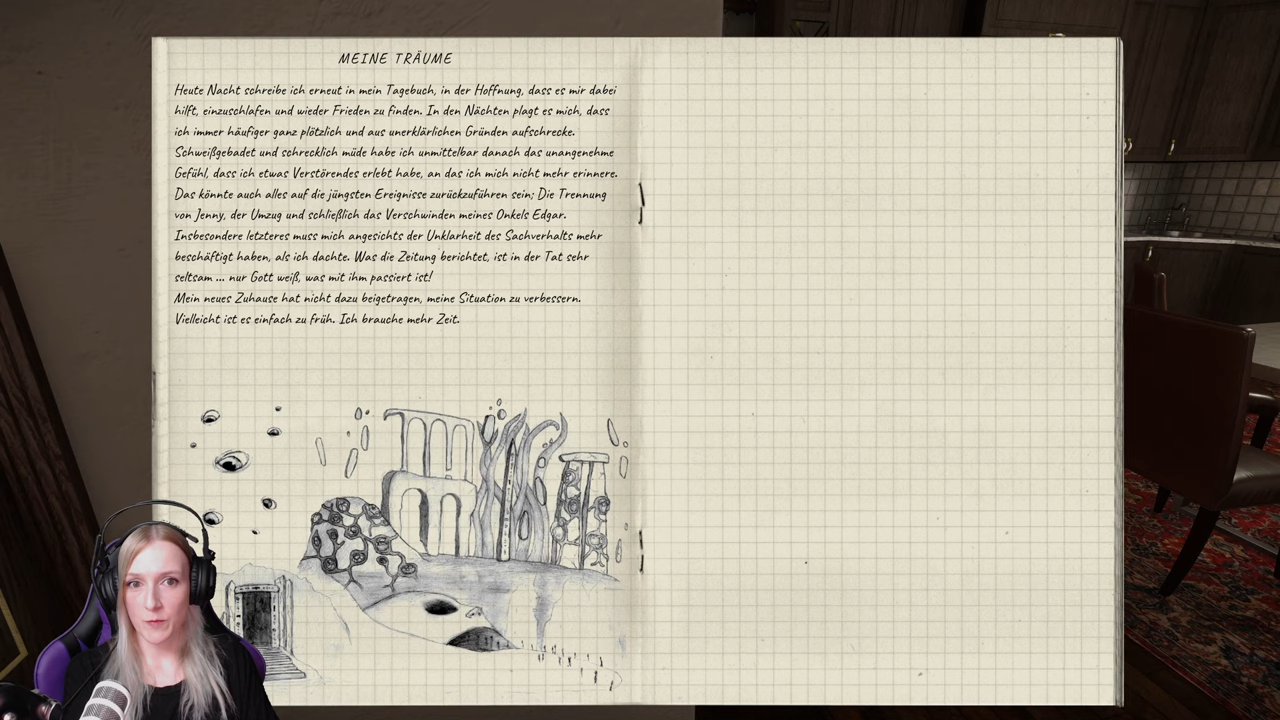 MEINE TRÄUME
Heute Nacht schreibe ich erneut in mein Tagebuch, in der Hoffnung, dass es mir dabei
hilft, einzuschlafen und wieder Frieden zu finden. In den Nächten plagt es mich, dass
ich immer häufiger ganz plötzlich und aus unerklärlichen Gründen aufschrecke.
Schweißgebadet und schrecklich müde habe ich unmittelbar danach das unangenehme
Gefühl, dass ich etwas Verstörendes erlebt habe, an das ich mich nicht mehr erinnere.
Das könnte auch alles auf die jüngsten Ereignisse zurückzuführen sein; Die Trennung
von Jenny, der Umzug und schließlich das Verschwinden meines Onkels Edgar.
Insbesondere letzteres muss mich angesichts der Unklarheit des Sachverhalts mehr
beschäftigt haben, als ich dachte. Was die Zeitung berichtet, ist in der Tat sehr
seltsam ... nur Gott weiß, was mit ihm passiert ist!
Mein neues Zuhause hat nicht dazu beigetragen, meine Situation zu verbessern.
Vielleicht ist es einfach zu früh. Ich brauche mehr Zeit.